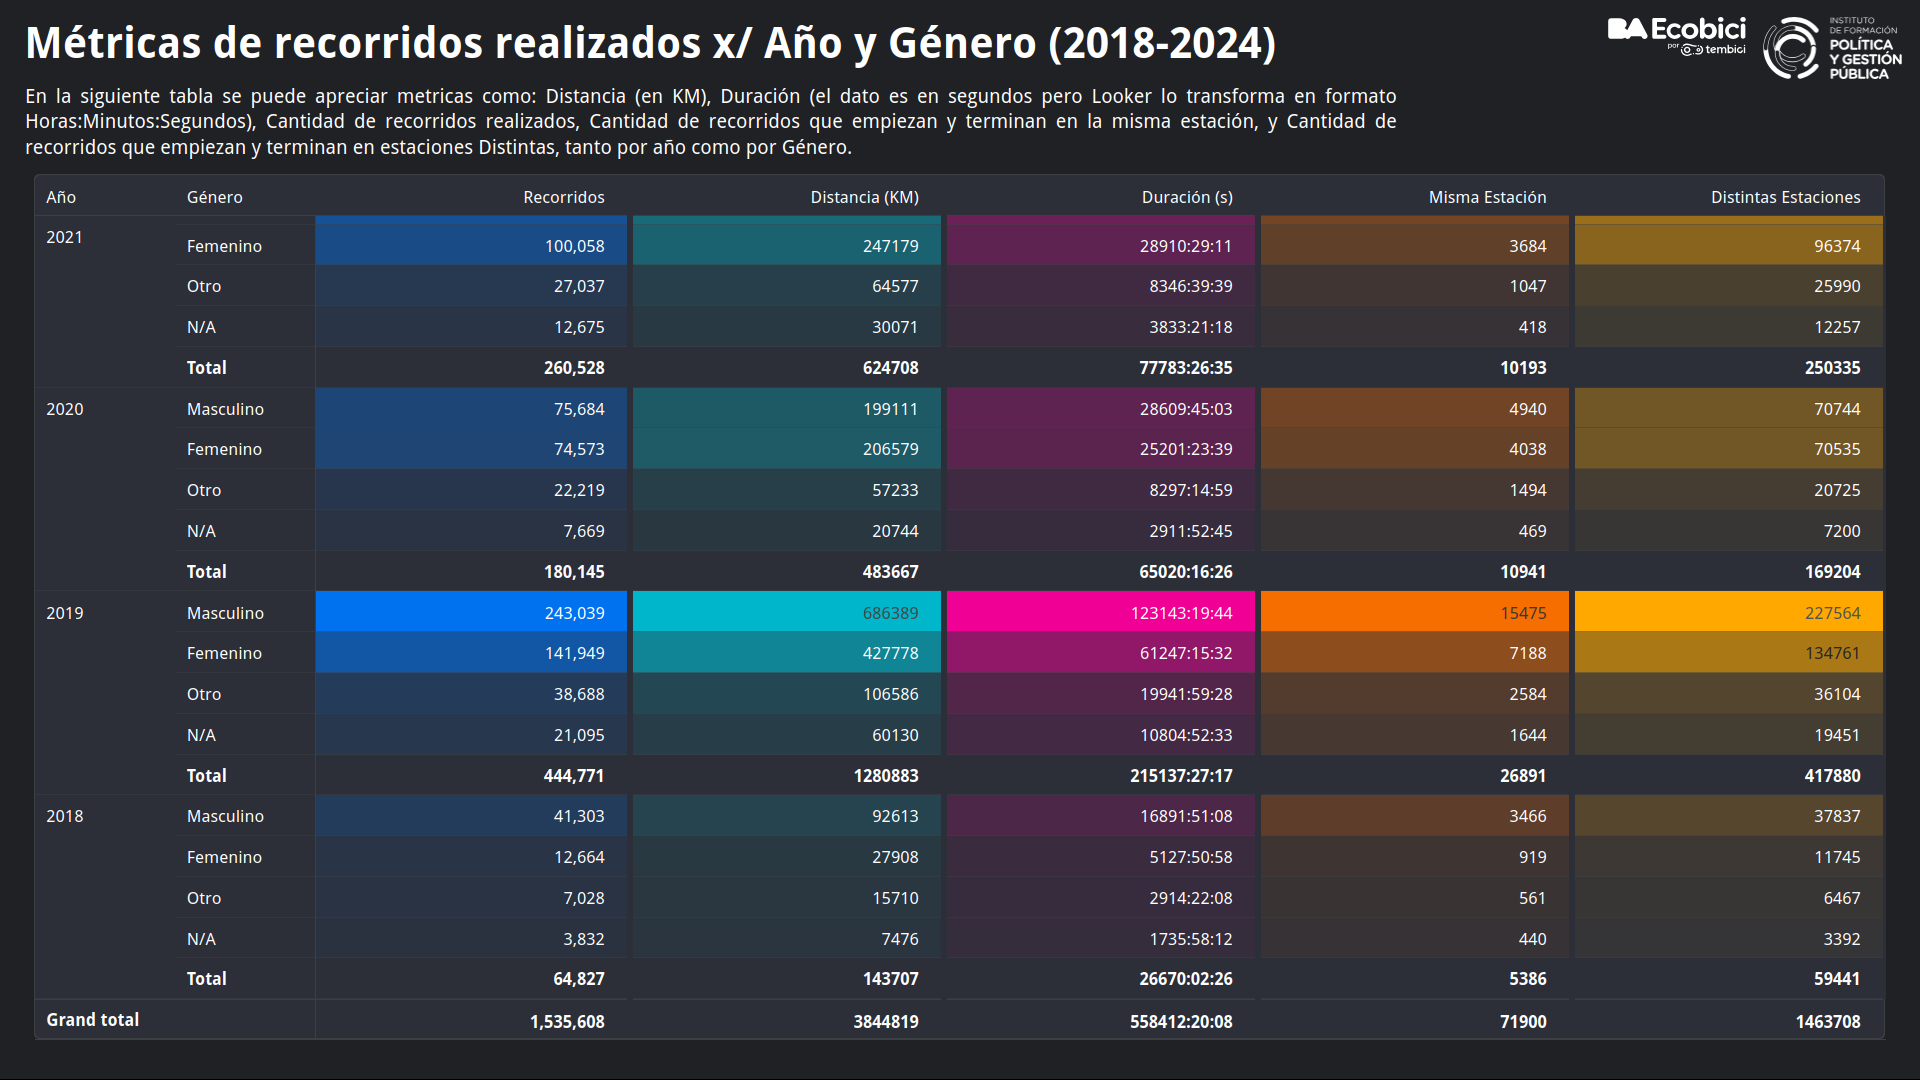 Métricas de recorridos realizados x/ Año y Género (2018-2024)
BA Ecobici
por tembici
INSTITUTO
DE FORMACIÓN
POLÍTICA
Y GESTIÓN
PÚBLICA
En la siguiente tabla se puede apreciar metricas como: Distancia (en KM), Duración (el dato es en segundos pero Looker lo transforma en formato
Horas:Minutos:Segundos), Cantidad de recorridos realizados, Cantidad de recorridos que empiezan y terminan en la misma estación, y Cantidad de
recorridos que empiezan y terminan en estaciones Distintas, tanto por año como por Género.
Año Género Recorridos Distancia (KM) Duración (s) Misma Estación Distintas Estaciones
2021
Femenino 100,058 247179 28910:29:11 3684 96374
Otro 27,037 64577 8346:39:39 1047 25990
N/A 12,675 30071 3833:21:18 418 12257
Total 260,528 624708 77783:26:35 10193 250335
2020 Masculino 75,684 199111 28609:45:03 4940 70744
Femenino 74,573 206579 25201:23:39 4038 70535
Otro 22,219 57233 8297:14:59 1494 20725
N/A 7,669 20744 2911:52:45 469 7200
Total 180,145 483667 65020:16:26 10941 169204
2019 Masculino 243,039 686389 123143:19:44 15475 227564
Femenino 141,949 427778 61247:15:32 7188 134761
Otro 38,688 106586 19941:59:28 2584 36104
N/A 21,095 60130 10804:52:33 1644 19451
Total 444,771 1280883 215137:27:17 26891 417880
2018 Masculino 41,303 92613 16891:51:08 3466 37837
Femenino 12,664 27908 5127:50:58 919 11745
Otro 7,028 15710 2914:22:08 561 6467
N/A 3,832 7476 1735:58:12 440 3392
Total 64,827 143707 26670:02:26 5386 59441
Grand total 1,535,608 3844819 558412:20:08 71900 1463708